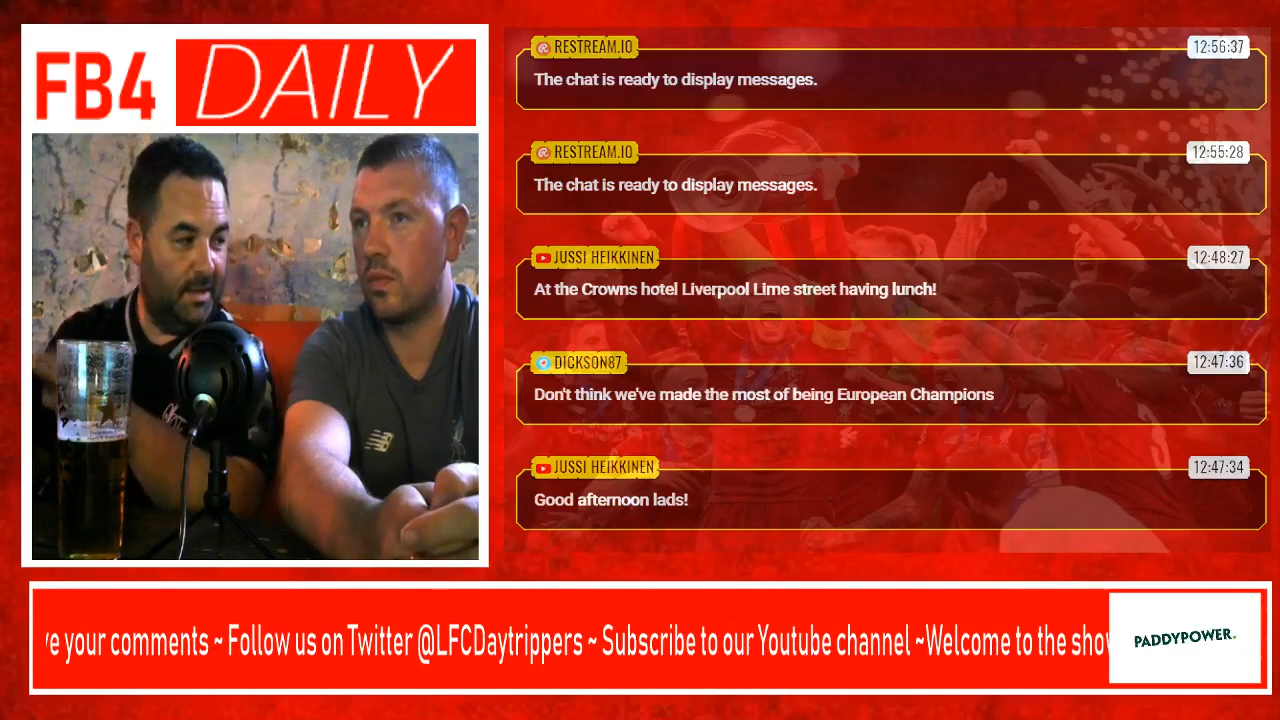 FB4 DAILY
RESTREAM.IO 12:56:37
The chat is ready to display messages.
RESTREAM.IO 12:55:28
The chat is ready to display messages.
JUSSI HEIKKINEN 12:48:27
At the Crowns hotel Liverpool Lime street having lunch!
DICKSON87 12:47:36
Don't think we've made the most of being European Champions
JUSSI HEIKKINEN 12:47:34
Good afternoon lads!
your comments ~ Follow us on Twitter @LFCDaytrippers ~ Subscribe to our Youtube channel ~Welcome to the show
PADDYPOWER.